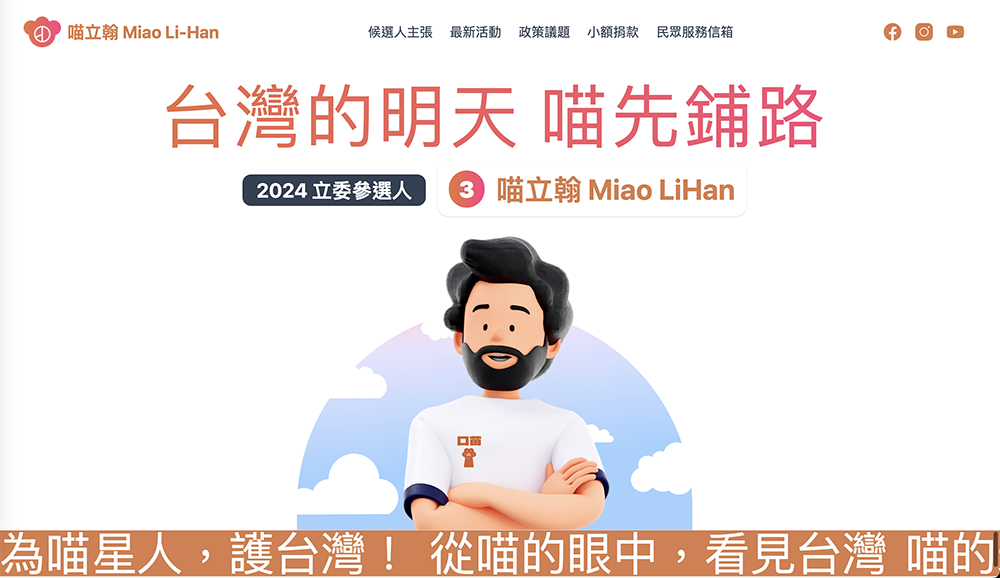 喵立翰 Miao Li-Han
候選人主張 最新活動 政策議題 小額捐款 民眾服務信箱
台灣的明天 喵先鋪路
2024 立委參選人
3 喵立翰 Miao LiHan
口苗
為喵星人，護台灣！ 從喵的眼中，看見台灣 喵的